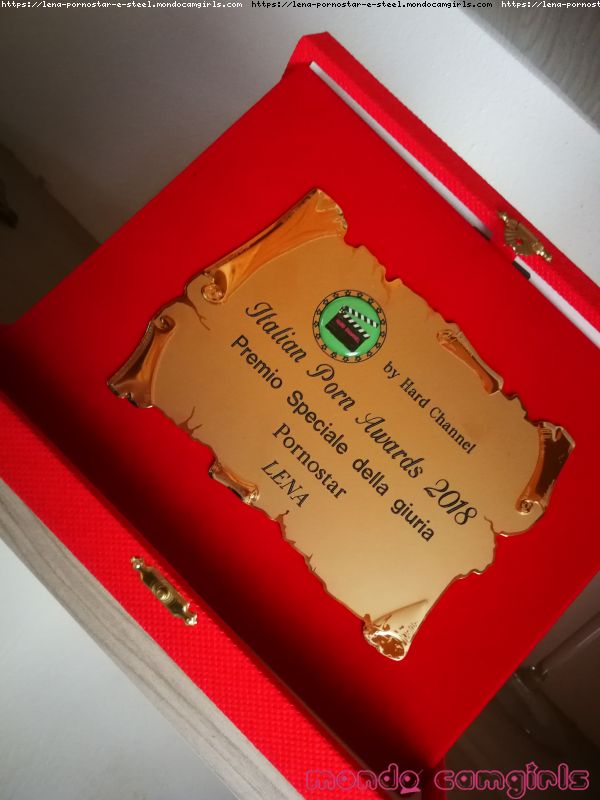 https://lena-pornostar-e-steel.mondocamgirls.com https://lena-pornostar-e-steel.mondocamgirls.com https://lena-pornost
by Hard Channel
Italian Porn Awards 2018
Premio Speciale della giuria
Pornostar
LENA
mondo camgirls